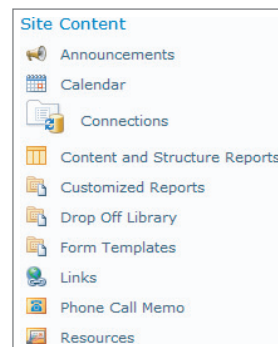 Site Content
Announcements
Calendar
Connections
Content and Structure Reports
Customized Reports
Drop Off Library
Form Templates
Links
Phone Call Memo
Resources